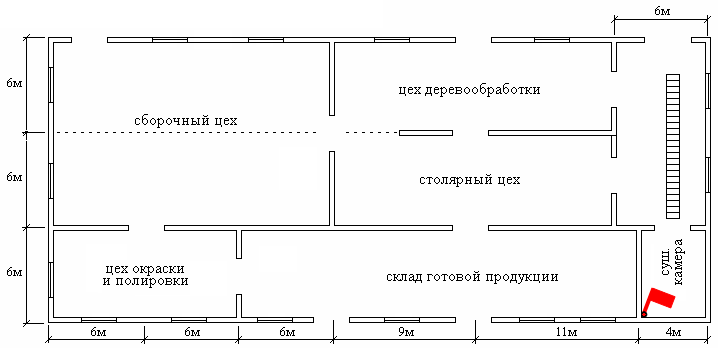 6м
6м
цех деревообработки
сборочный цех
6м
столярный цех
6м
цех окраски
и полировки
склад готовой продукции
суш.
камера
6м
6м
6м
9м
11м
4м